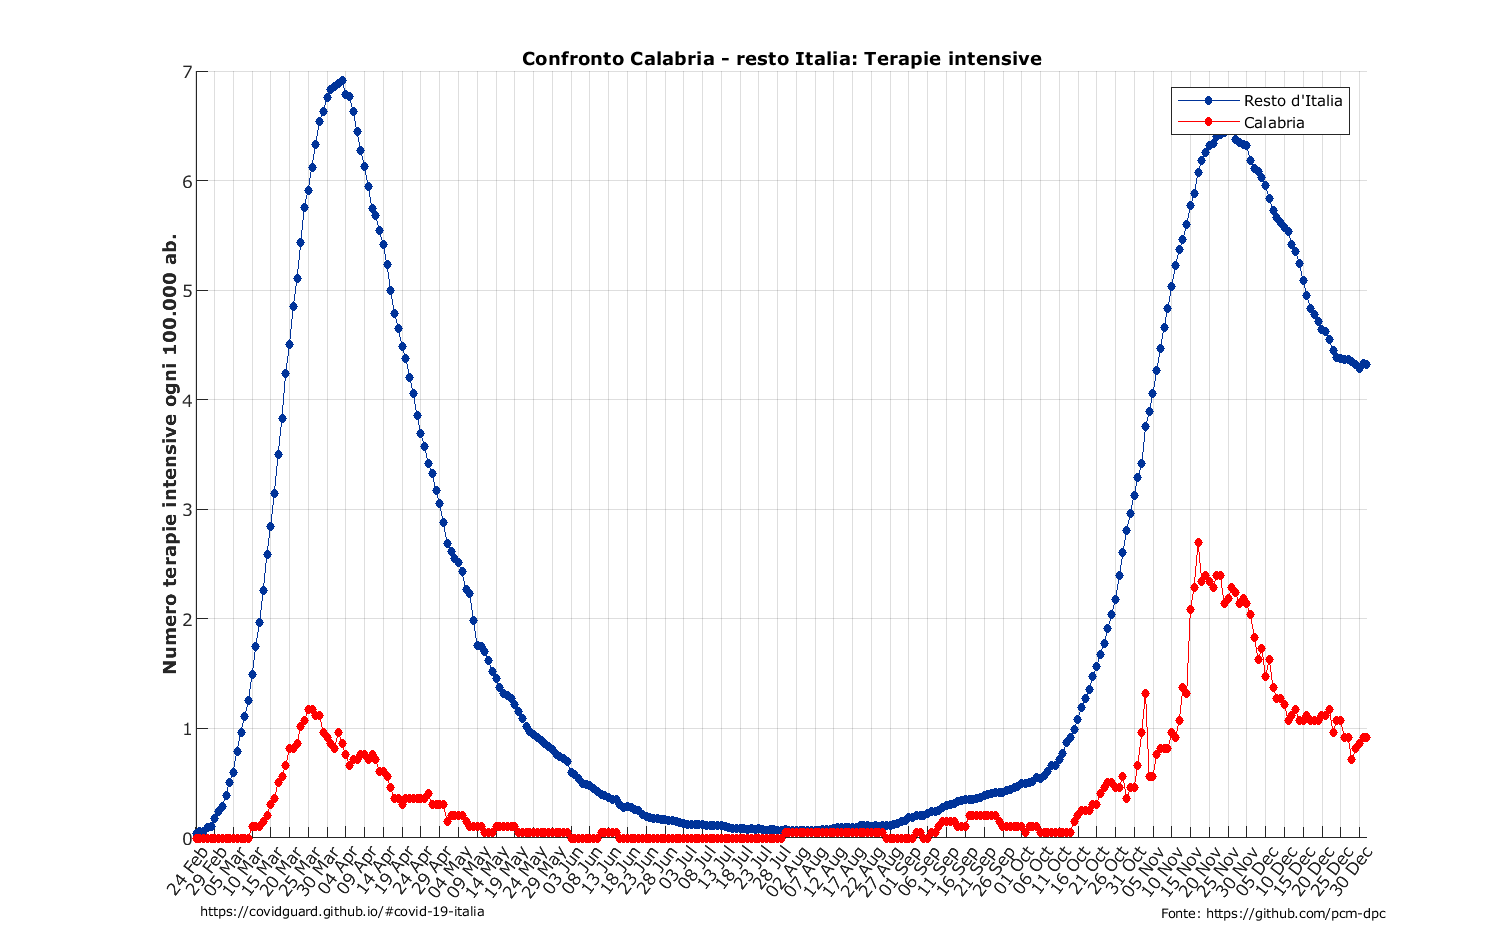 Confronto Calabria - resto Italia: Terapie intensive
Resto d'Italia
Calabria
Numero terapie intensive ogni 100.000 ab.
7
6
5
4
3
2
1
0
24 Feb
29 Feb
05 Mar
10 Mar
15 Mar
20 Mar
25 Mar
30 Mar
04 Apr
09 Apr
14 Apr
19 Apr
24 Apr
29 Apr
04 May
09 May
14 May
19 May
24 May
29 May
03 Jun
08 Jun
13 Jun
18 Jun
23 Jun
28 Jun
03 Jul
08 Jul
13 Jul
18 Jul
23 Jul
28 Jul
02 Aug
07 Aug
12 Aug
17 Aug
22 Aug
27 Aug
01 Sep
06 Sep
11 Sep
16 Sep
21 Sep
26 Sep
01 Oct
06 Oct
11 Oct
16 Oct
21 Oct
26 Oct
31 Oct
05 Nov
10 Nov
15 Nov
20 Nov
25 Nov
30 Nov
05 Dec
10 Dec
15 Dec
20 Dec
25 Dec
30 Dec
https://covidguard.github.io/#covid-19-italia
Fonte: https://github.com/pcm-dpc